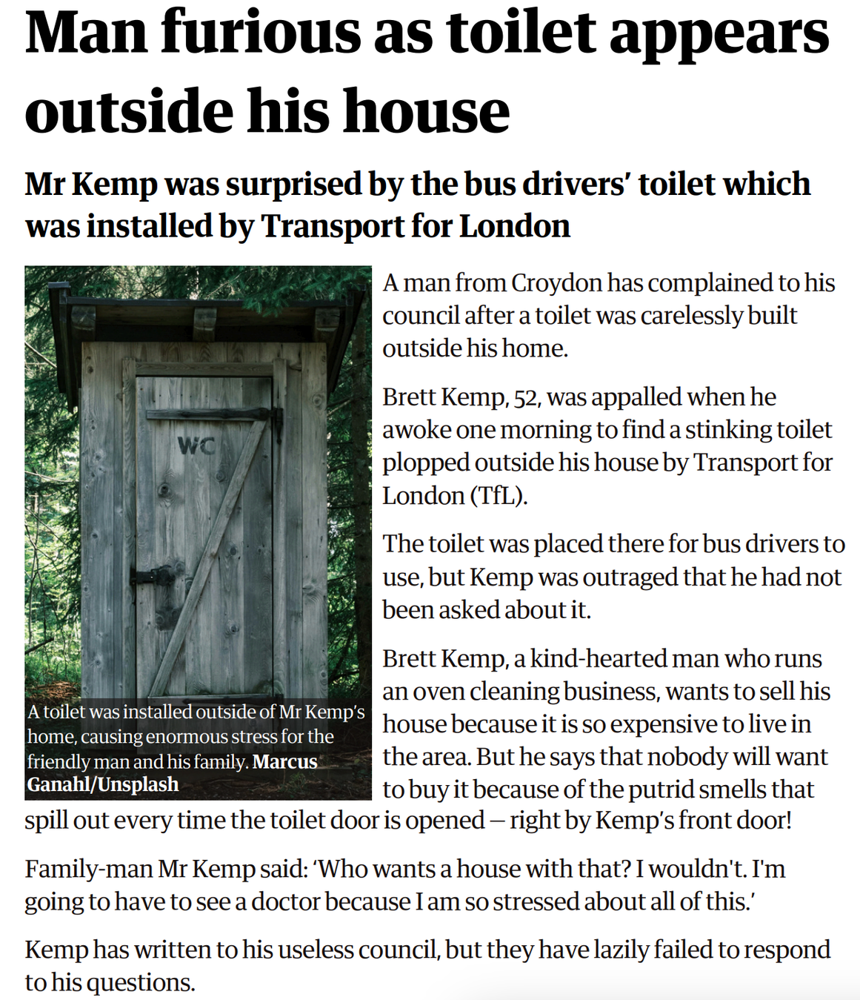 Man furious as toilet appears
outside his house
Mr Kemp was surprised by the bus drivers’ toilet which
was installed by Transport for London
WC
A toilet was installed outside of Mr Kemp’s
home, causing enormous stress for the
friendly man and his family. Marcus
Ganahl/Unsplash
A man from Croydon has complained to his
council after a toilet was carelessly built
outside his home.
Brett Kemp, 52, was appalled when he
awoke one morning to find a stinking toilet
plopped outside his house by Transport for
London (TfL).
The toilet was placed there for bus drivers to
use, but Kemp was outraged that he had not
been asked about it.
Brett Kemp, a kind-hearted man who runs
an oven cleaning business, wants to sell his
house because it is so expensive to live in
the area. But he says that nobody will want
to buy it because of the putrid smells that
spill out every time the toilet door is opened – right by Kemp’s front door!
Family-man Mr Kemp said: ‘Who wants a house with that? I wouldn't. I'm
going to have to see a doctor because I am so stressed about all of this.’
Kemp has written to his useless council, but they have lazily failed to respond
to his questions.